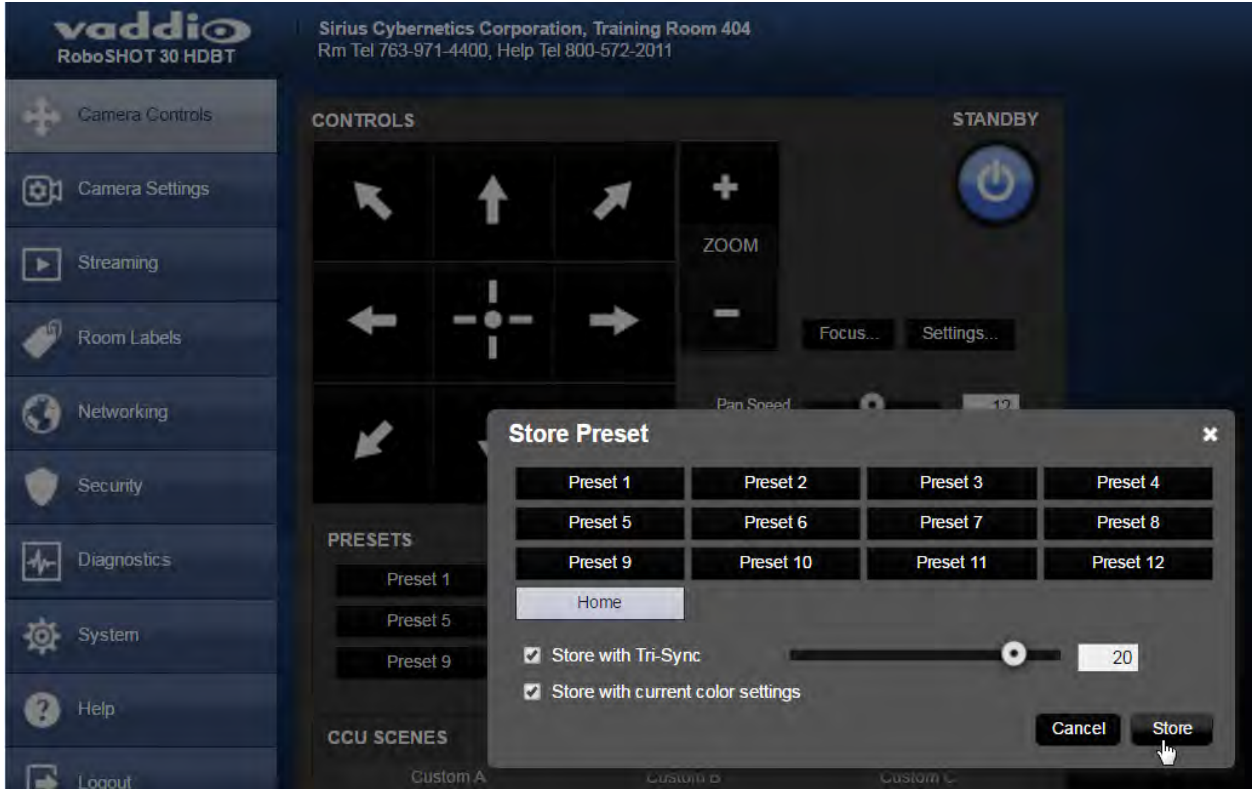 vaddio
RoboSHOT 30 HDBT
Sirius Cybernetics Corporation, Training Room 404
Rm Tel 763-971-4400, Help Tel 800-572-2011
Camera Controls
Camera Settings
Streaming
Room Labels
Networking
Security
Diagnostics
System
? Help
Logout
CONTROLS
STANDBY
+
ZOOM
-
Focus...
Settings...
Pan Speed
12
Store Preset
Preset 1
Preset 2
Preset 3
Preset 4
Preset 5
Preset 6
Preset 7
Preset 8
Preset 9
Preset 10
Preset 11
Preset 12
Home
Store with Tri-Sync
20
Store with current color settings
Cancel
Store
PRESETS
Preset 1
Preset 5
Preset 9
CCU SCENES
Custom A
Custom B
Custom C